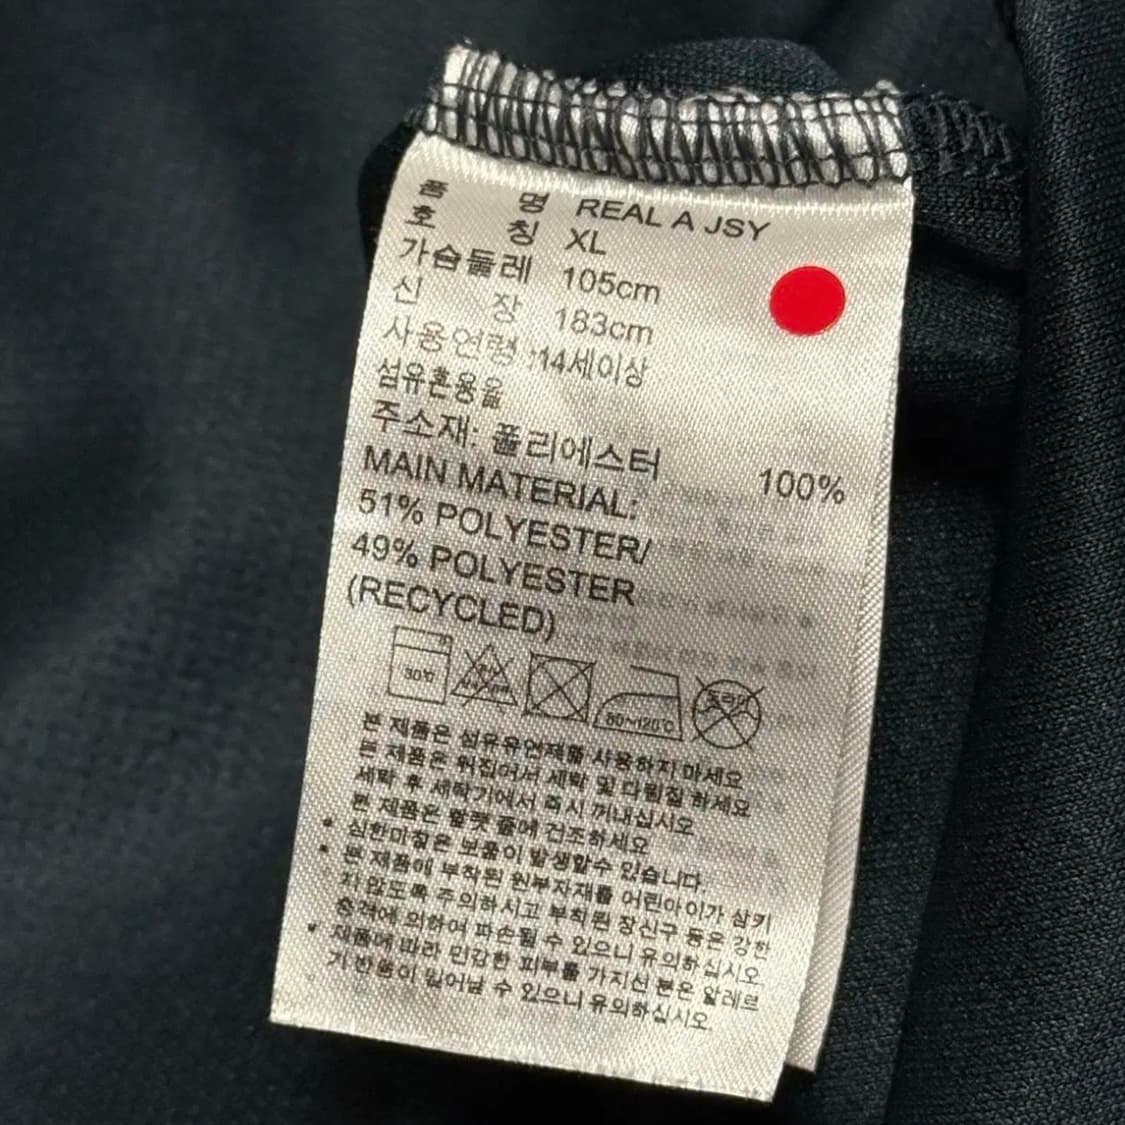 품 명 REAL A JSY
호 칭 XL
가슴둘레 105cm
신 장 183cm
사용연령 :14세이상
섬유혼용율
주소재: 폴리에스터 100%
MAIN MATERIAL:
51% POLYESTER/
49% POLYESTER
(RECYCLED)
30℃
80~120℃
드라이
본 제품은 섬유유연제를 사용하지 마세요
본 제품은 뒤집어서 세탁 및 다림질 하세요
세탁 후 세탁기에서 즉시 꺼내십시오
본 제품은 행랫 줄에 건조하세요
* 심한마찰은 보풀이 발생할수 있습니다.
* 본 제품에 부착된 원부자재를 어린아이가 삼키
지 않도록 주의하시고 부착된 장신구 등은 강한
충격에 의하여 파손될 수 있으니 유의하십시오
* 제품에 따라 민감한 피부를 가지신 분은 알레르
기 반응이 일어날 수 있으니 유의하십시오